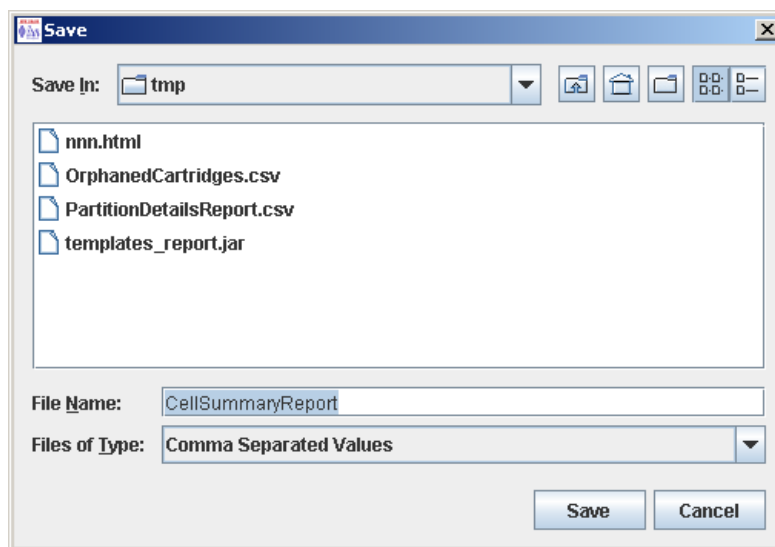 Save
Save In: tmp
nnn.html
OrphanedCartridges.csv
PartitionDetailsReport.csv
templates_report.jar
File Name: CellSummaryReport
Files of Type: Comma Separated Values
Save Cancel